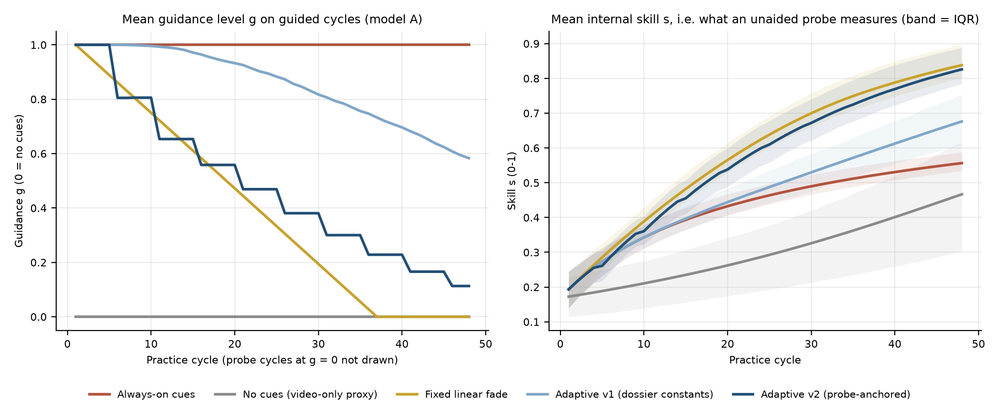 Mean guidance level g on guided cycles (model A)
Guidance g (0 = no cues)
1.0
0.8
0.6
0.4
0.2
0.0
0
10
20
30
40
50
Practice cycle (probe cycles at g = 0 not drawn)
Mean internal skill s, i.e. what an unaided probe measures (band = IQR)
Skill s (0-1)
0.9
0.8
0.7
0.6
0.5
0.4
0.3
0.2
0.1
0
10
20
30
40
50
Practice cycle
Always-on cues
No cues (video-only proxy)
Fixed linear fade
Adaptive v1 (dossier constants)
Adaptive v2 (probe-anchored)